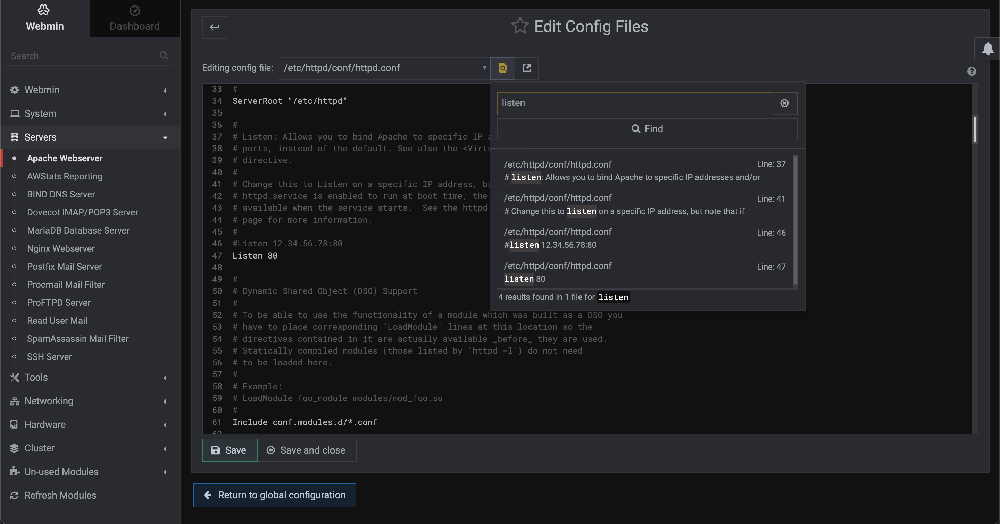 Webmin
Dashboard
Search
Webmin
System
Servers
Apache Webserver
AWStats Reporting
BIND DNS Server
Dovecot IMAP/POP3 Server
MariaDB Database Server
Nginx Webserver
Postfix Mail Server
Procmail Mail Filter
ProFTPD Server
Read User Mail
SpamAssassin Mail Filter
SSH Server
Tools
Networking
Hardware
Cluster
Un-used Modules
Refresh Modules
Edit Config Files
Editing config file: /etc/httpd/conf/httpd.conf
33 #
34 ServerRoot "/etc/httpd"
35
36 #
37 # Listen: Allows you to bind Apache to specific IP addresses and/or
38 # ports, instead of the default. See also the <VirtualHost>
39 # directive.
40 #
41 # Change this to Listen on a specific IP address, but note that if
42 # httpd.service is enabled to run at boot time, the
43 # available when the service starts.  See the httpd.
44 # page for more information.
45 #
46 #Listen 12.34.56.78:80
47 Listen 80
48
49 #
50 # Dynamic Shared Object (DSO) Support
51 #
52 # To be able to use the functionality of a module which was built as a DSO you
53 # have to place corresponding `LoadModule' lines at this location so the
54 # directives contained in it are actually available _before_ they are used.
55 # Statically compiled modules (those listed by `httpd -l') do not need
56 # to be loaded here.
57 #
58 # Example:
59 # LoadModule foo_module modules/mod_foo.so
60 #
61 Include conf.modules.d/*.conf
62
listen
Find
/etc/httpd/conf/httpd.conf Line: 37
# listen: Allows you to bind Apache to specific IP addresses and/or
/etc/httpd/conf/httpd.conf Line: 41
# Change this to listen on a specific IP address, but note that if
/etc/httpd/conf/httpd.conf Line: 46
#listen 12.34.56.78:80
/etc/httpd/conf/httpd.conf Line: 47
listen 80
4 results found in 1 file for listen
Save
Save and close
Return to global configuration